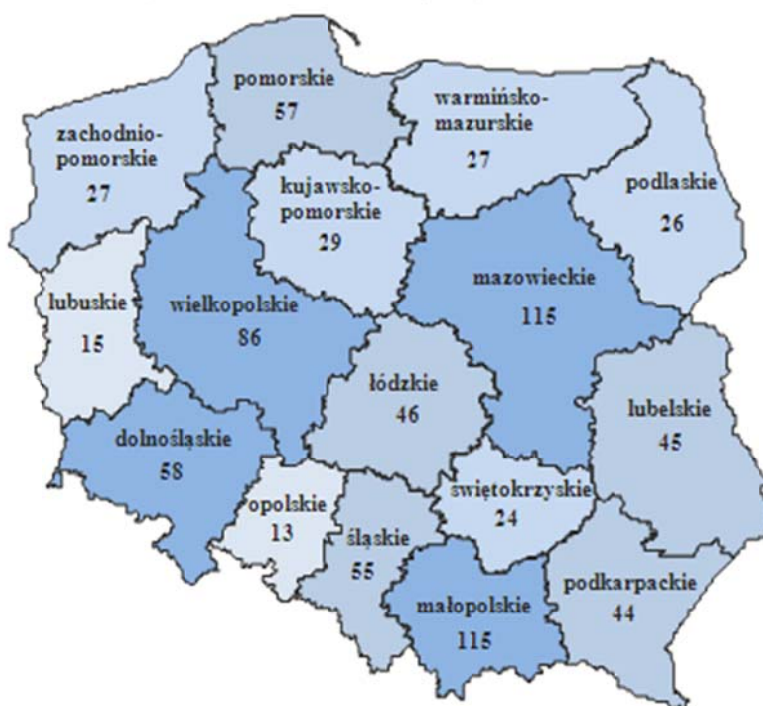 pomorskie
57
warmińsko-
mazurskie
27
zachodnio-
pomorskie
27
kujawsko-
pomorskie
29
podlaskie
26
lubuskie
15
wielkopolskie
86
mazowieckie
115
łódzkie
46
lubelskie
45
dolnośląskie
58
opolskie
13
śląskie
55
świętokrzyskie
24
małopolskie
115
podkarpackie
44